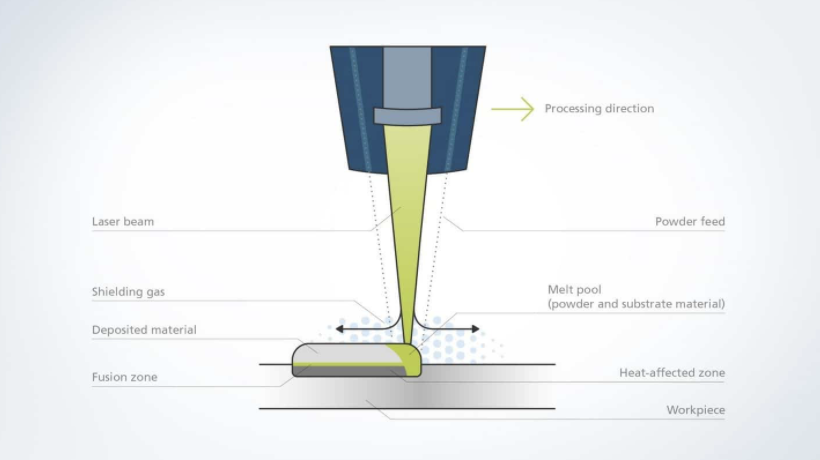 Processing direction
Laser beam
Powder feed
Shielding gas
Melt pool
(powder and substrate material)
Deposited material
Fusion zone
Heat-affected zone
Workpiece